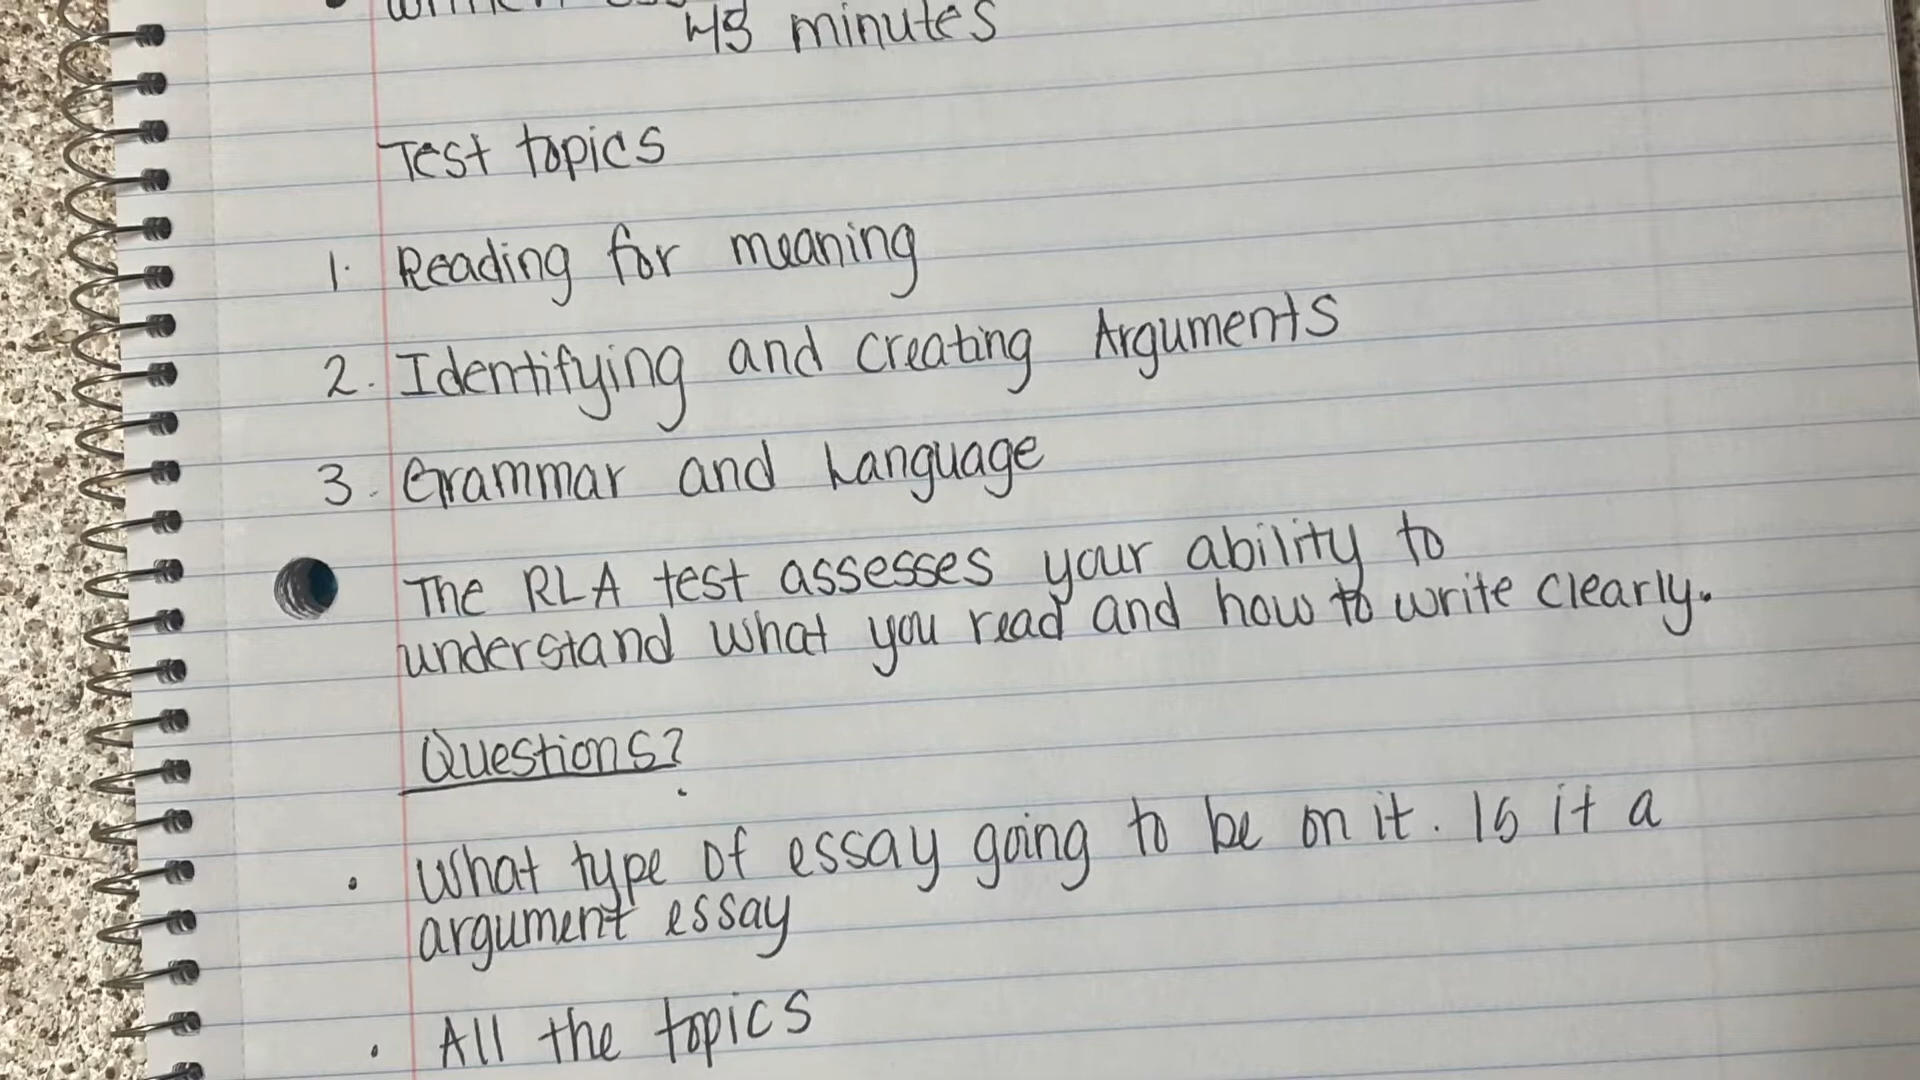 45 minutes
Test topics
1. Reading for meaning
2. Identifying and creating Arguments
3. Grammar and Language
The RLA test assesses your ability to
understand what you read and how to write clearly.
Questions?
• What type of essay going to be on it. Is it a
argument essay
• All the topics